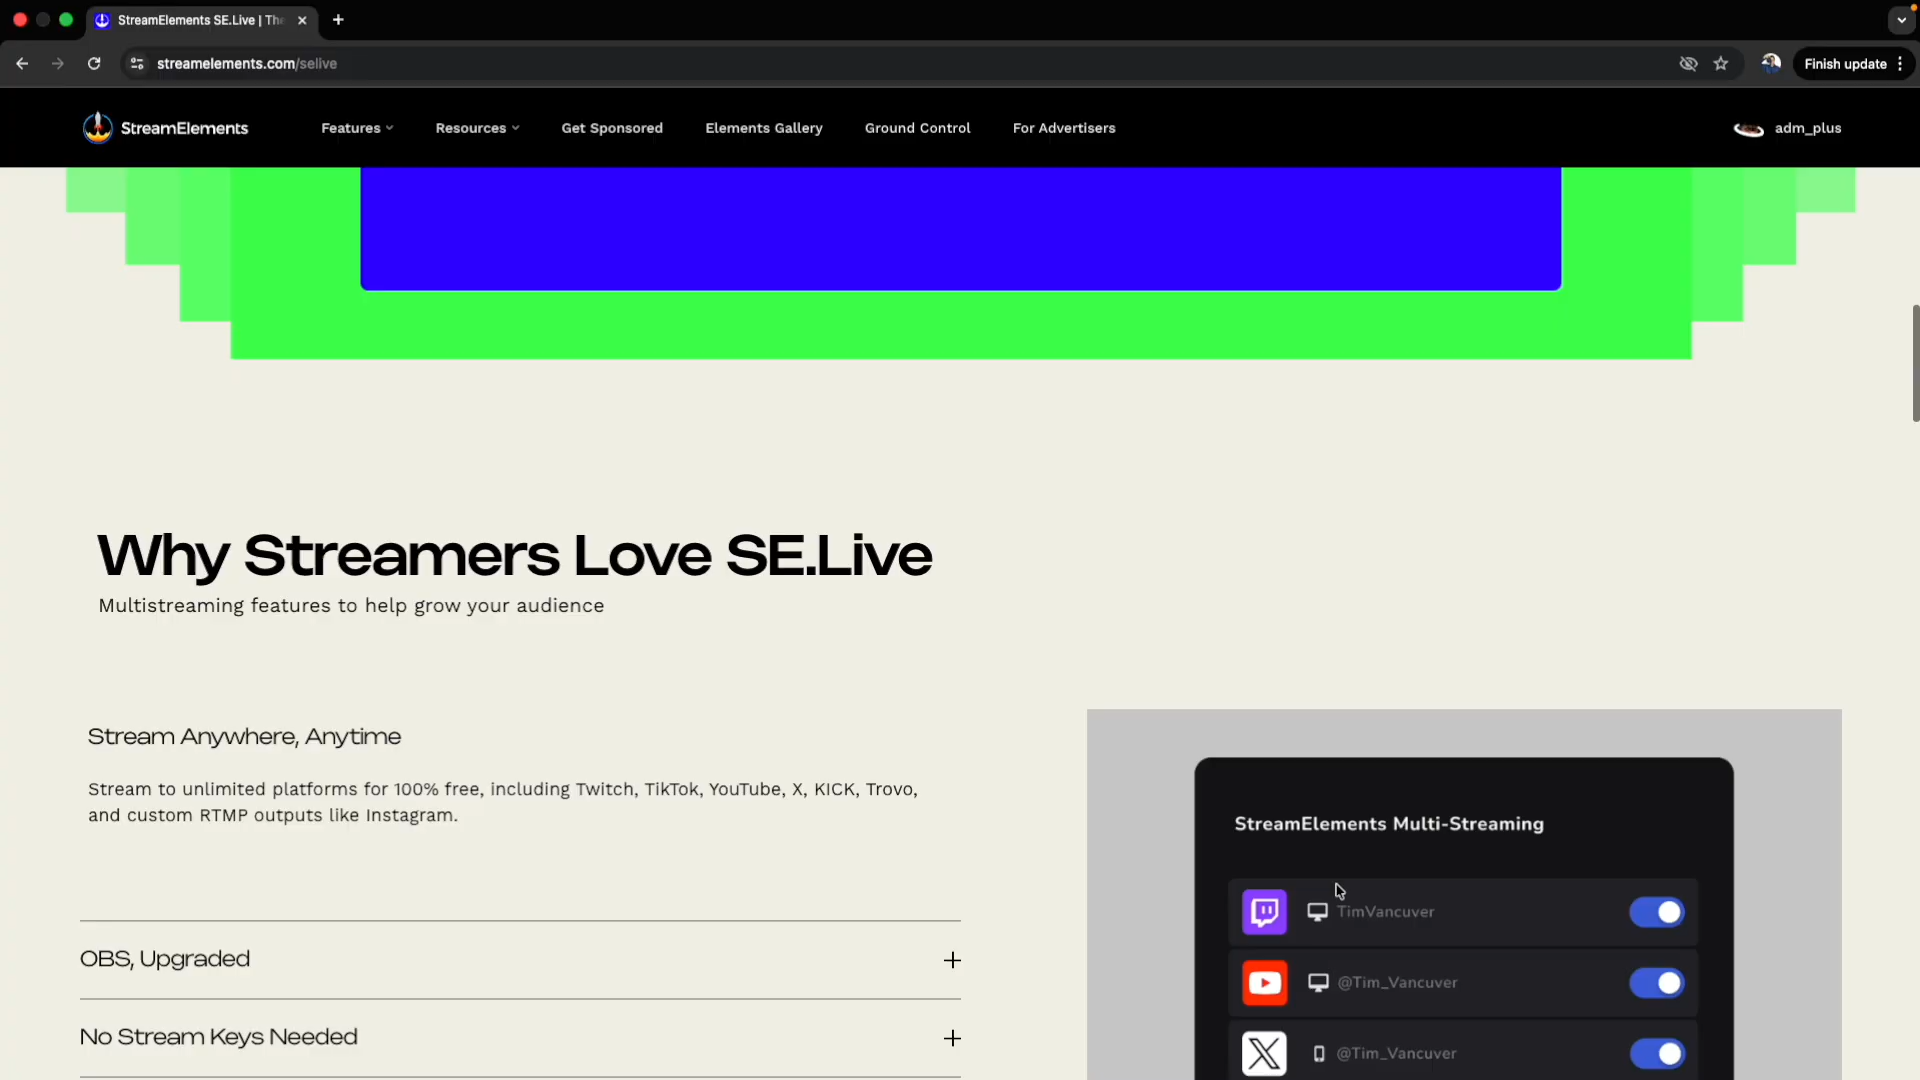 StreamElements SE.Live | The
streamelements.com/selive
Finish update
StreamElements
Features
Resources
Get Sponsored
Elements Gallery
Ground Control
For Advertisers
adm_plus
Why Streamers Love SE.Live
Multistreaming features to help grow your audience
Stream Anywhere, Anytime
Stream to unlimited platforms for 100% free, including Twitch, TikTok, YouTube, X, KICK, Trovo,
and custom RTMP outputs like Instagram.
OBS, Upgraded
No Stream Keys Needed
StreamElements Multi-Streaming
TimVancuver
@Tim_Vancuver
@Tim_Vancuver